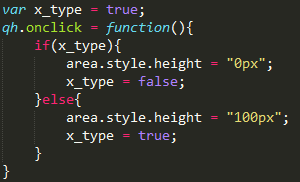 var x_type = true;
qh.onclick = function(){
    if(x_type){
        area.style.height = "0px";
        x_type = false;
    }else{
        area.style.height = "100px";
        x_type = true;
    }
}